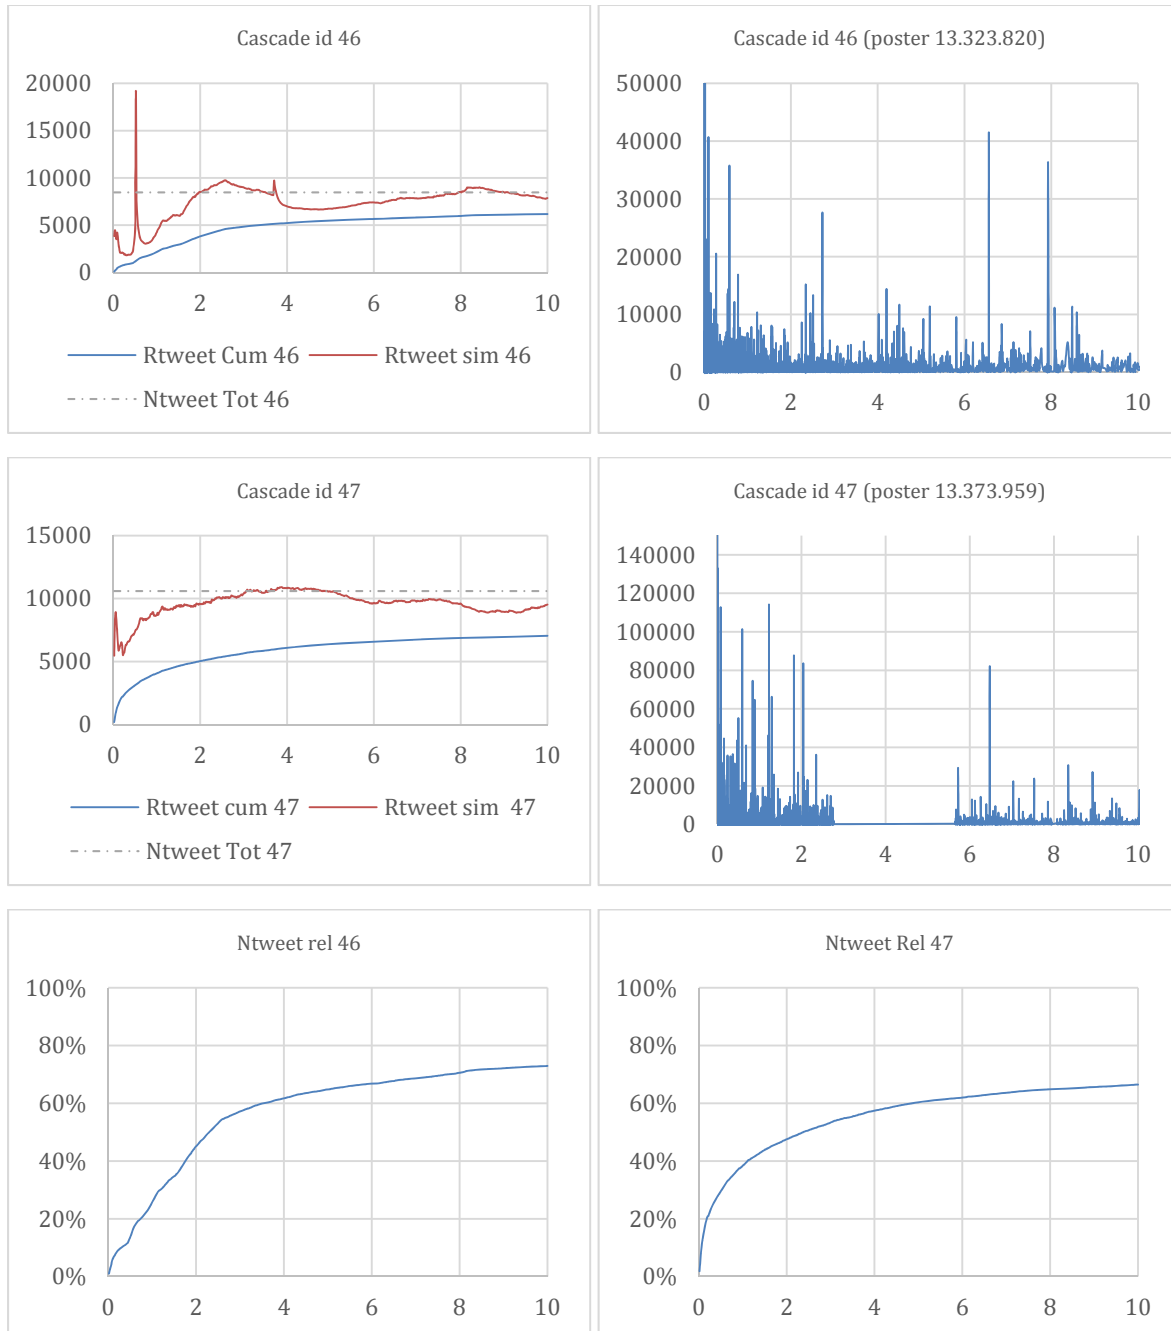 Cascade id 46
20000
15000
10000
5000
0
0 2 4 6 8 10
Rtweet Cum 46 Rtweet sim 46
Ntweet Tot 46
Cascade id 46 (poster 13.323.820)
50000
40000
30000
20000
10000
0
0 2 4 6 8 10
Cascade id 47
15000
10000
5000
0
0 2 4 6 8 10
Rtweet cum 47 Rtweet sim 47
Ntweet Tot 47
Cascade id 47 (poster 13.373.959)
140000
120000
100000
80000
60000
40000
20000
0
0 2 4 6 8 10
Ntweet rel 46
100%
80%
60%
40%
20%
0%
0 2 4 6 8 10
Ntweet Rel 47
100%
80%
60%
40%
20%
0%
0 2 4 6 8 10